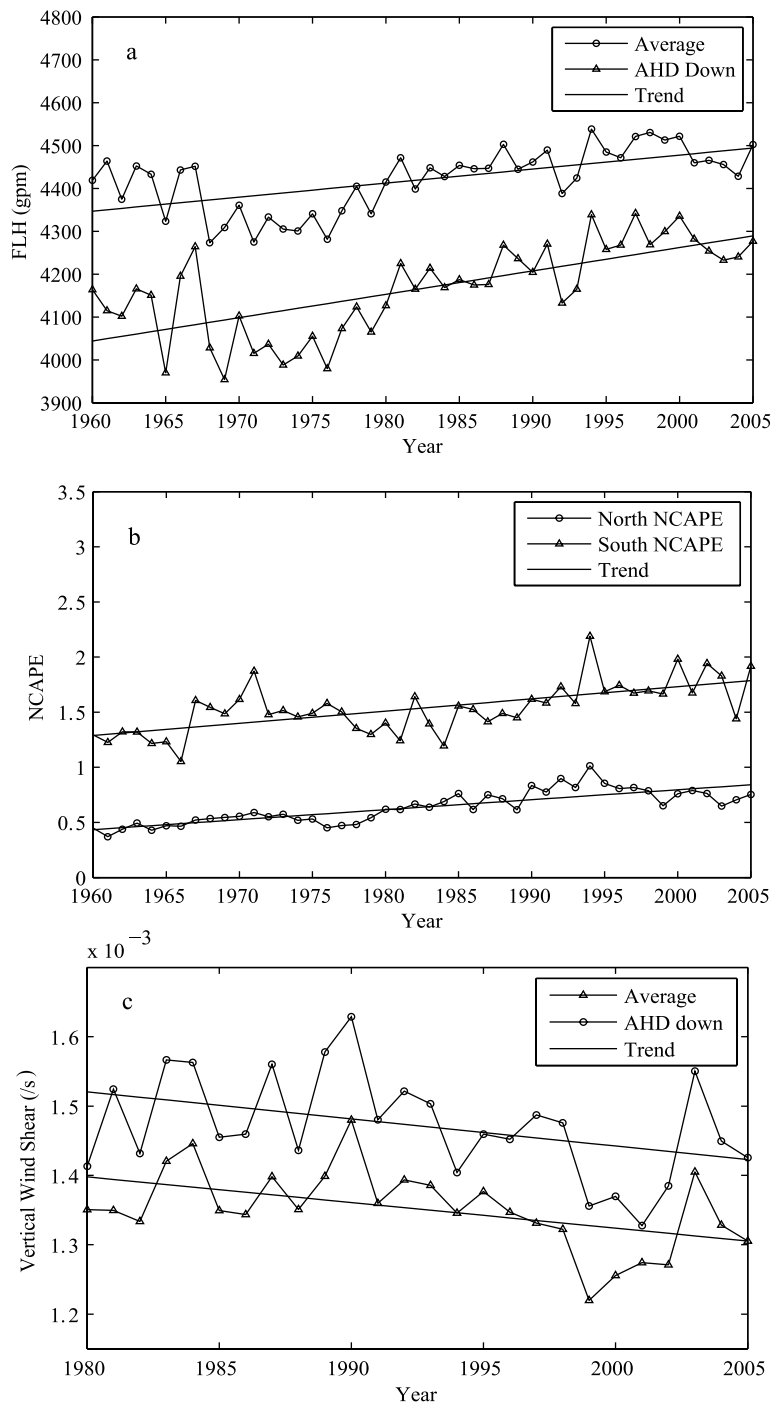 4800
4700
4600
4500
4400
4300
4200
4100
4000
3900
FLH (gpm)
a
Average
AHD Down
Trend
1960 1965 1970 1975 1980 1985 1990 1995 2000 2005
Year
3.5
3
2.5
2
1.5
1
0.5
0
NCAPE
b
North NCAPE
South NCAPE
Trend
1960 1965 1970 1975 1980 1985 1990 1995 2000 2005
Year
x 10 −3
1.6
1.5
1.4
1.3
1.2
Vertical Wind Shear (/s)
c
Average
AHD down
Trend
1980 1985 1990 1995 2000 2005
Year